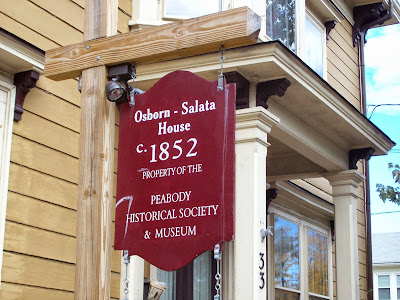 Osborn - Salata
House
c. 1852
PROPERTY OF THE
PEABODY
HISTORICAL SOCIETY
& MUSEUM
33